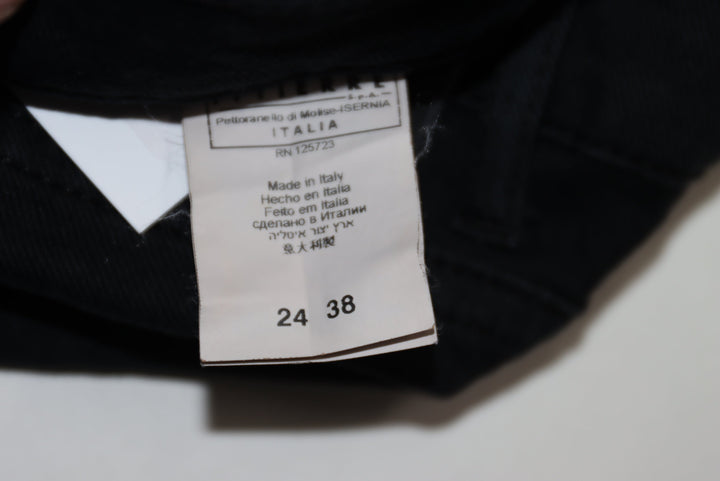 S.p.A.
Pettoranello di Molise-ISERNIA
ITALIA
RN 125723
Made in Italy
Hecho en Italia
Feito em Italia
сделано в Италии
ארץ יצור איטליה
意大利製
24 38